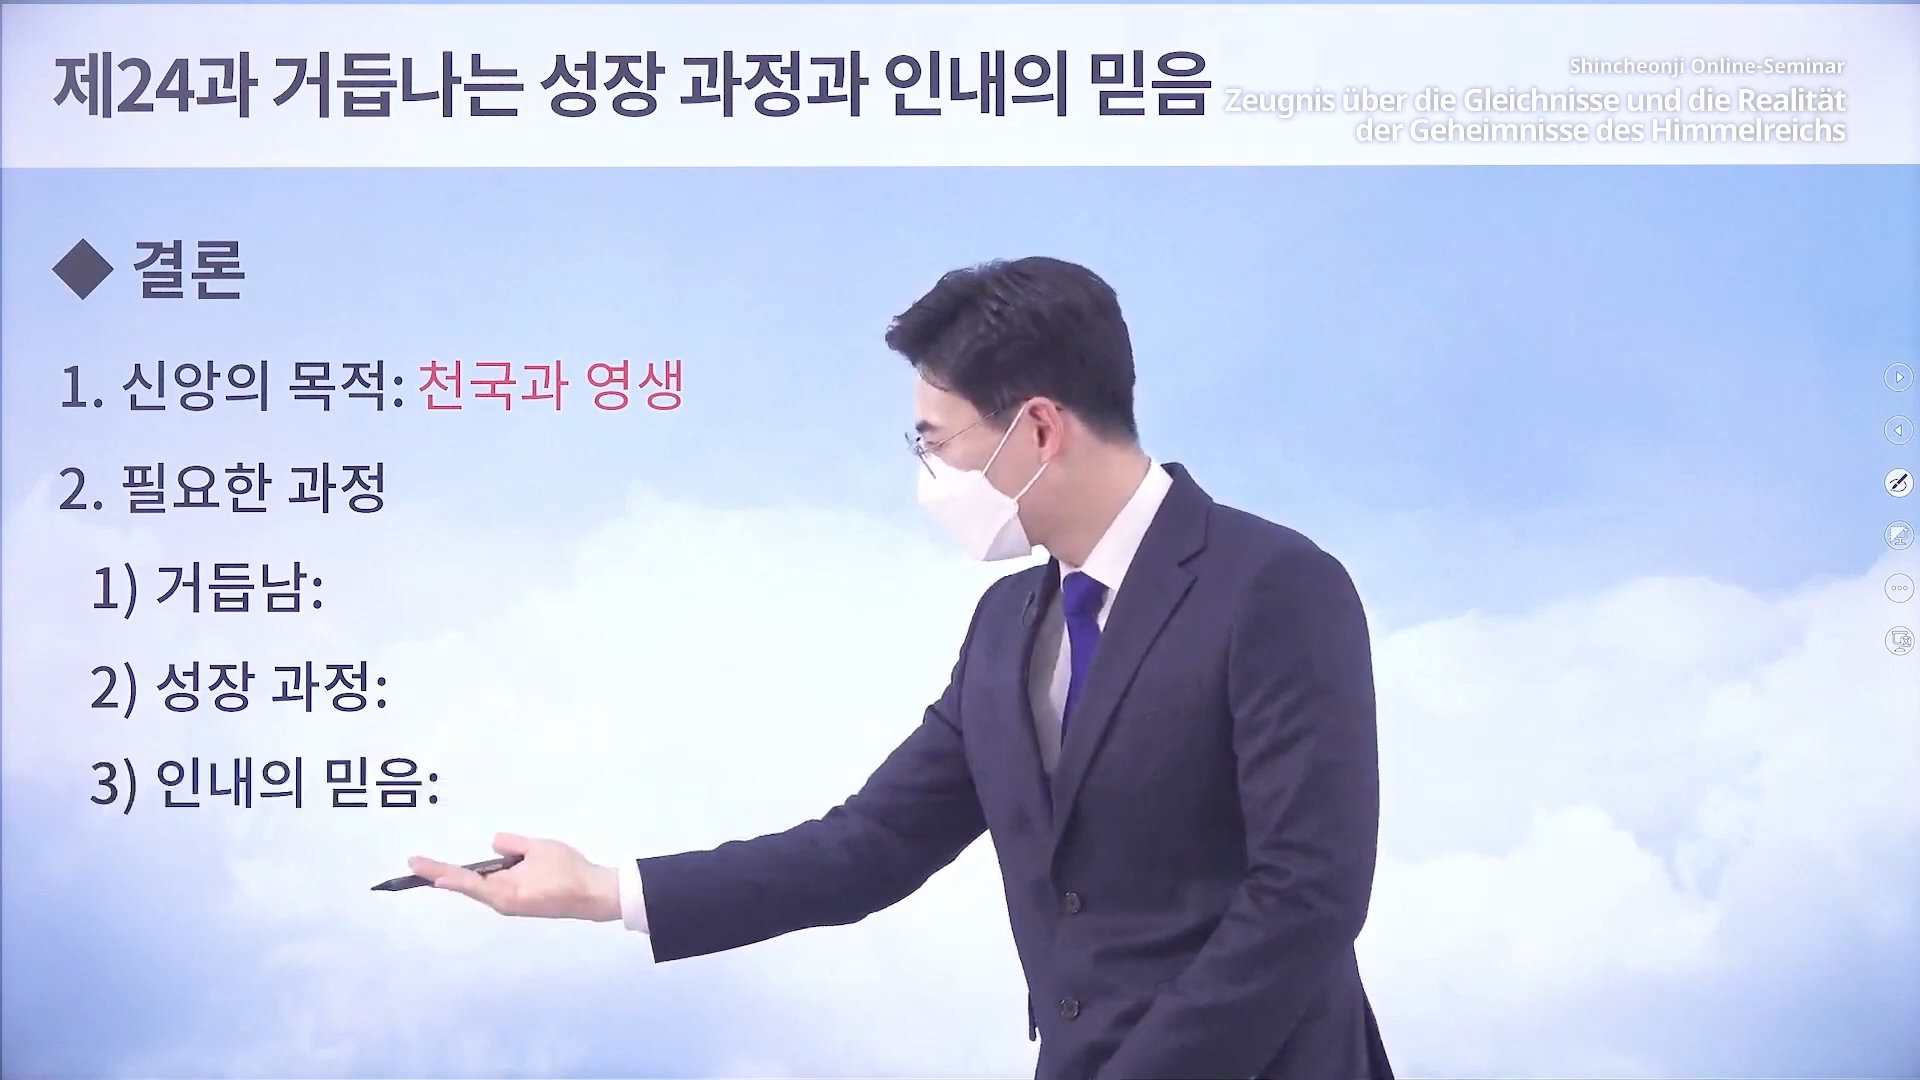 제24과 거듭나는 성장 과정과 인내의 믿음
Shincheonji Online-Seminar
Zeugnis über die Gleichnisse und die Realität
der Geheimnisse des Himmelreichs
◆ 결론
1. 신앙의 목적: 천국과 영생
2. 필요한 과정
1) 거듭남:
2) 성장 과정:
3) 인내의 믿음: